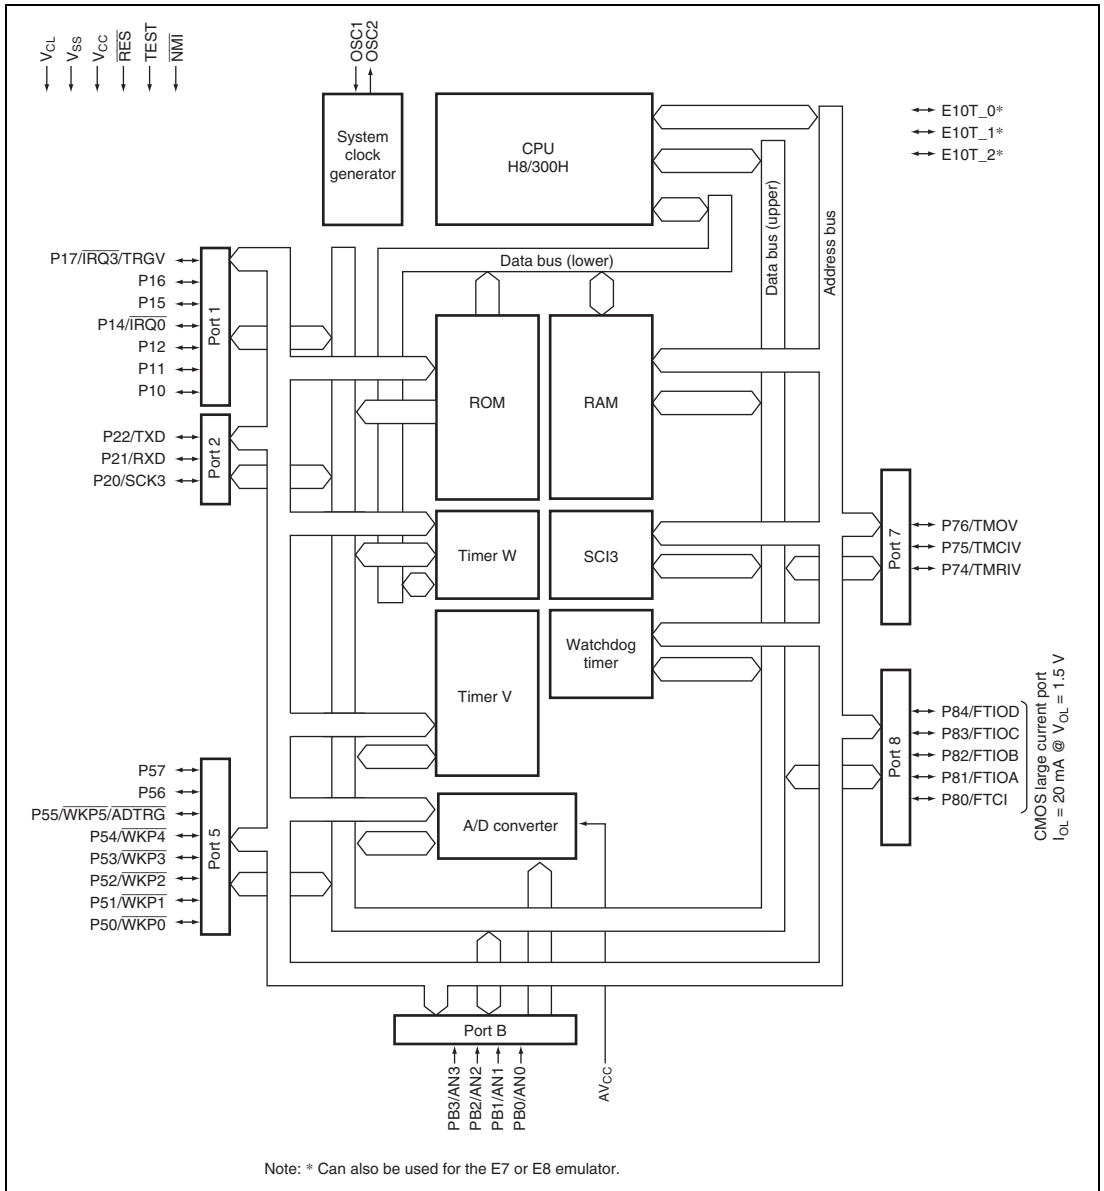 VCL
VSS
VCC
RES
TEST
NMI
OSC1
OSC2
System
clock
generator
CPU
H8/300H
E10T_0*
E10T_1*
E10T_2*
Data bus (lower)
Data bus (upper)
Address bus
P17/IRQ3/TRGV
P16
P15
P14/IRQ0
P12
P11
P10
Port 1
P22/TXD
P21/RXD
P20/SCK3
Port 2
ROM
RAM
Timer W
SCI3
Timer V
Watchdog
timer
P76/TMOV
P75/TMCIV
P74/TMRIV
Port 7
P84/FTIOD
P83/FTIOC
P82/FTIOB
P81/FTIOA
P80/FTCI
Port 8
CMOS large current port
IOL = 20 mA @ VOL = 1.5 V
P57
P56
P55/WKP5/ADTRG
P54/WKP4
P53/WKP3
P52/WKP2
P51/WKP1
P50/WKP0
Port 5
A/D converter
Port B
PB3/AN3
PB2/AN2
PB1/AN1
PB0/AN0
AVCC
Note: * Can also be used for the E7 or E8 emulator.